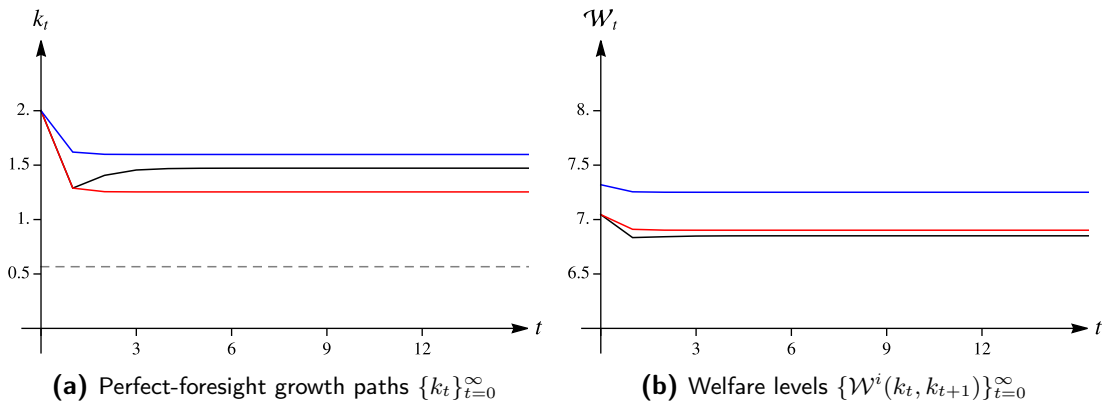 k_t
2.
1.5
1.
0.5
3 6 9 12 t
(a) Perfect-foresight growth paths {k_t}_{t=0}^∞
𝒲_t
8.
7.5
7.
6.5
3 6 9 12 t
(b) Welfare levels {𝒲^i(k_t, k_{t+1})}_{t=0}^∞